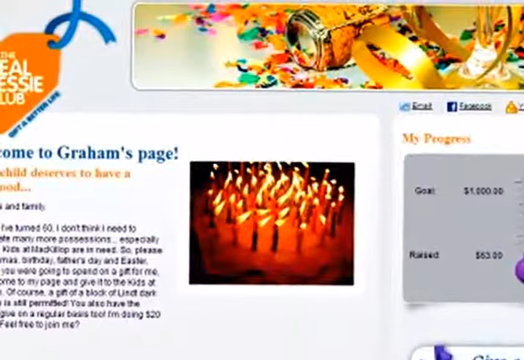 THE
EAL
ESSIE
LUB
GIFT A BETTER LIFE
Email
Facebook
Y
come to Graham's page!
My Progress
child deserves to have a
ood...
Goal:
$1,000.00
s and family.
I've turned 60, I don't think I need to
ate many more possessions... especially
Kids at MacKillop are in need. So, please
mas, birthday, father's day and Easter,
you were going to spend on a gift for me,
ome to my page and give it to the Kids at
. Of course, a gift of a block of Lindt dark
is still permitted! You also have the
give on a regular basis too! I'm doing $20
Feel free to join me?
Raised:
$63.00
Give a